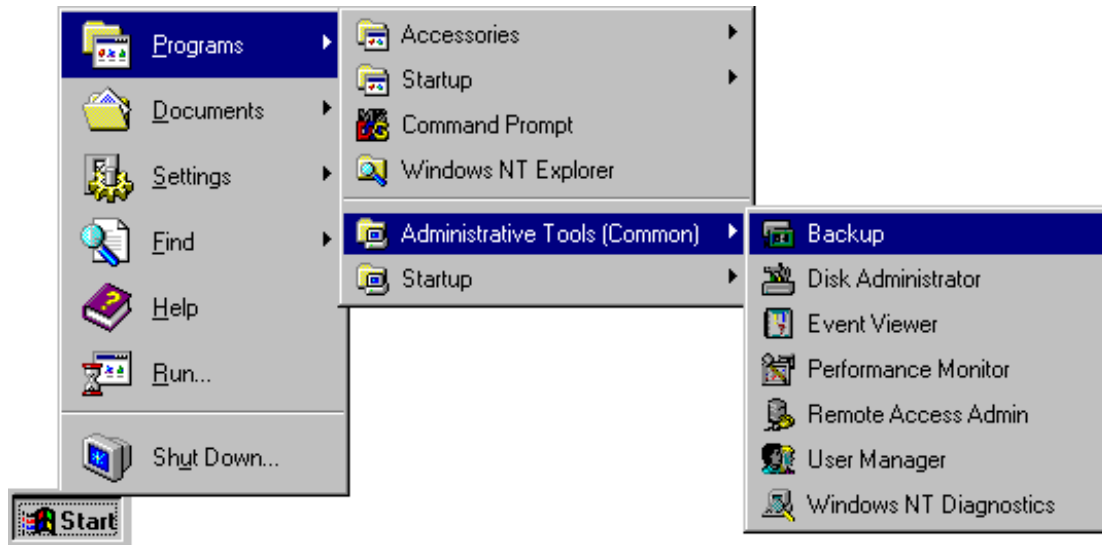 Programs
Documents
Settings
Find
Help
Run...
Shut Down...
Start
Accessories
Startup
Command Prompt
Windows NT Explorer
Administrative Tools (Common)
Startup
Backup
Disk Administrator
Event Viewer
Performance Monitor
Remote Access Admin
User Manager
Windows NT Diagnostics